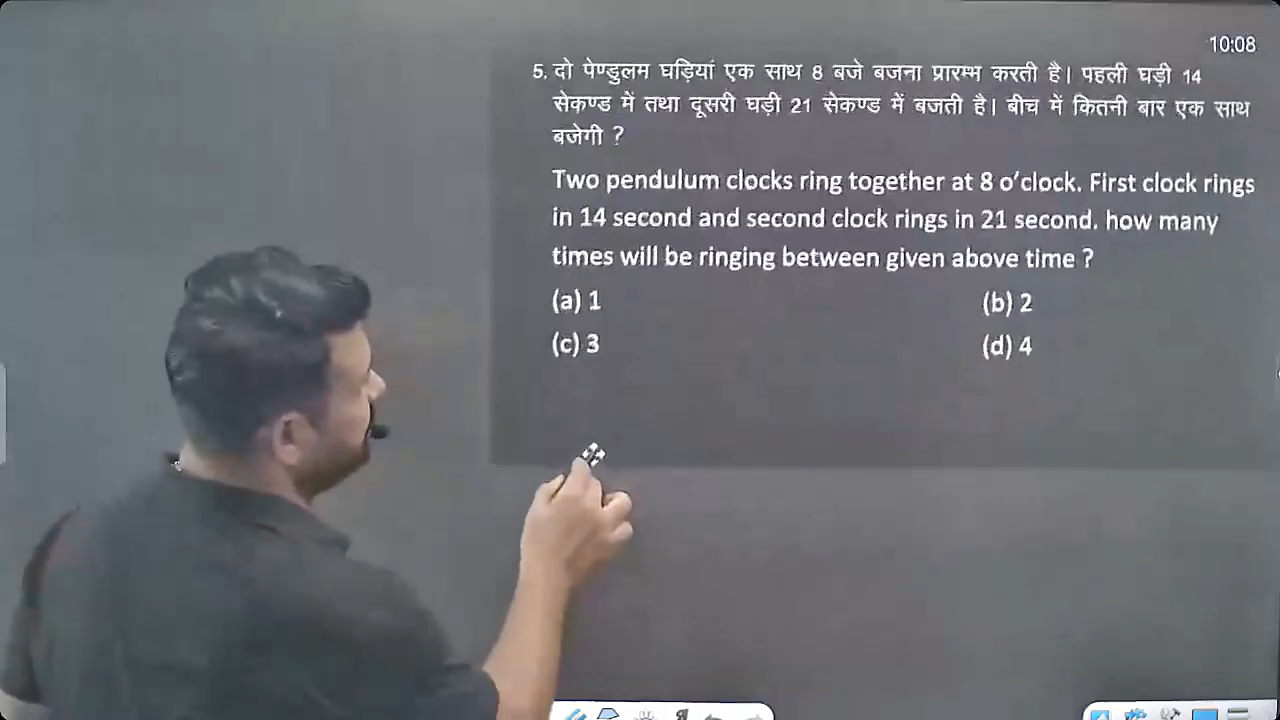 10:08
5. दो पेण्डुलम घड़ियां एक साथ 8 बजे बजना प्रारम्भ करती है। पहली घड़ी 14
सेकण्ड में तथा दूसरी घड़ी 21 सेकण्ड में बजती है। बीच में कितनी बार एक साथ
बजेगी ?
Two pendulum clocks ring together at 8 o’clock. First clock rings
in 14 second and second clock rings in 21 second. how many
times will be ringing between given above time ?
(a) 1 (b) 2
(c) 3 (d) 4